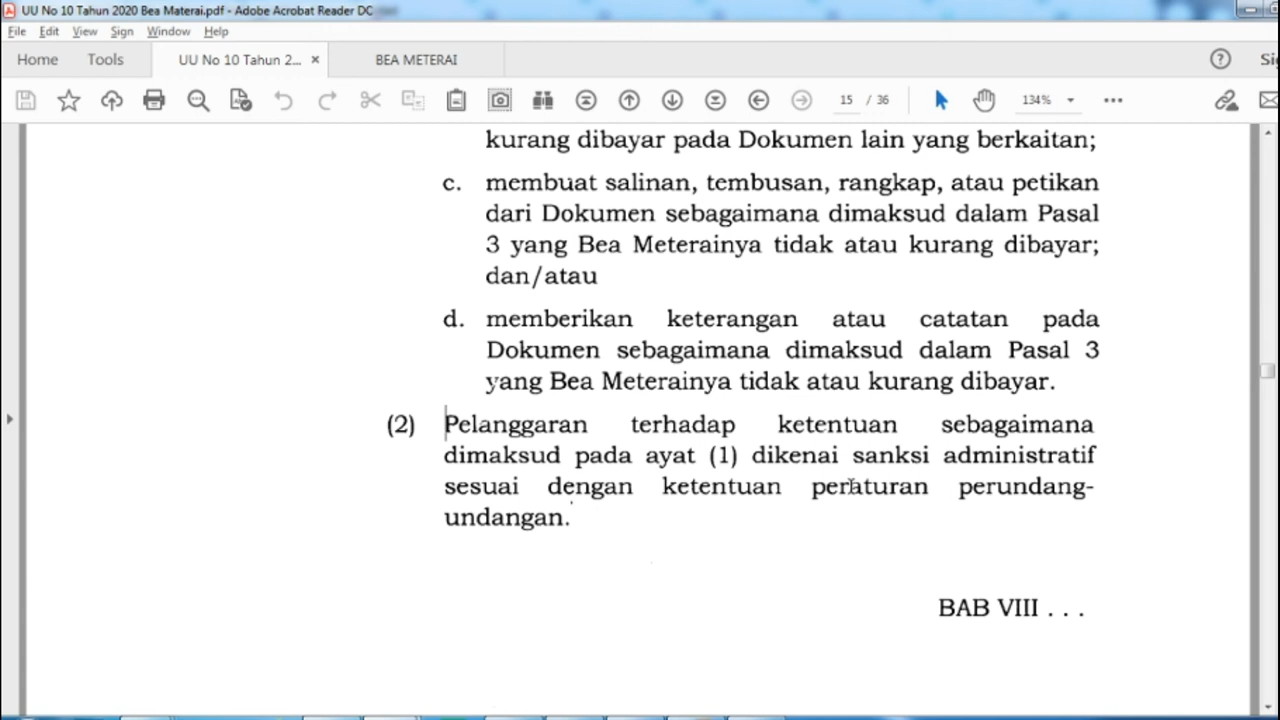 UU No 10 Tahun 2020 Bea Materai.pdf - Adobe Acrobat Reader DC
File Edit View Sign Window Help
Home Tools UU No 10 Tahun 2... × BEA METERAI
15 / 36 134%
kurang dibayar pada Dokumen lain yang berkaitan;
c. membuat salinan, tembusan, rangkap, atau petikan
dari Dokumen sebagaimana dimaksud dalam Pasal
3 yang Bea Meterainya tidak atau kurang dibayar;
dan/atau
d. memberikan keterangan atau catatan pada
Dokumen sebagaimana dimaksud dalam Pasal 3
yang Bea Meterainya tidak atau kurang dibayar.
(2) Pelanggaran terhadap ketentuan sebagaimana
dimaksud pada ayat (1) dikenai sanksi administratif
sesuai dengan ketentuan peraturan perundang-
undangan.
BAB VIII . . .